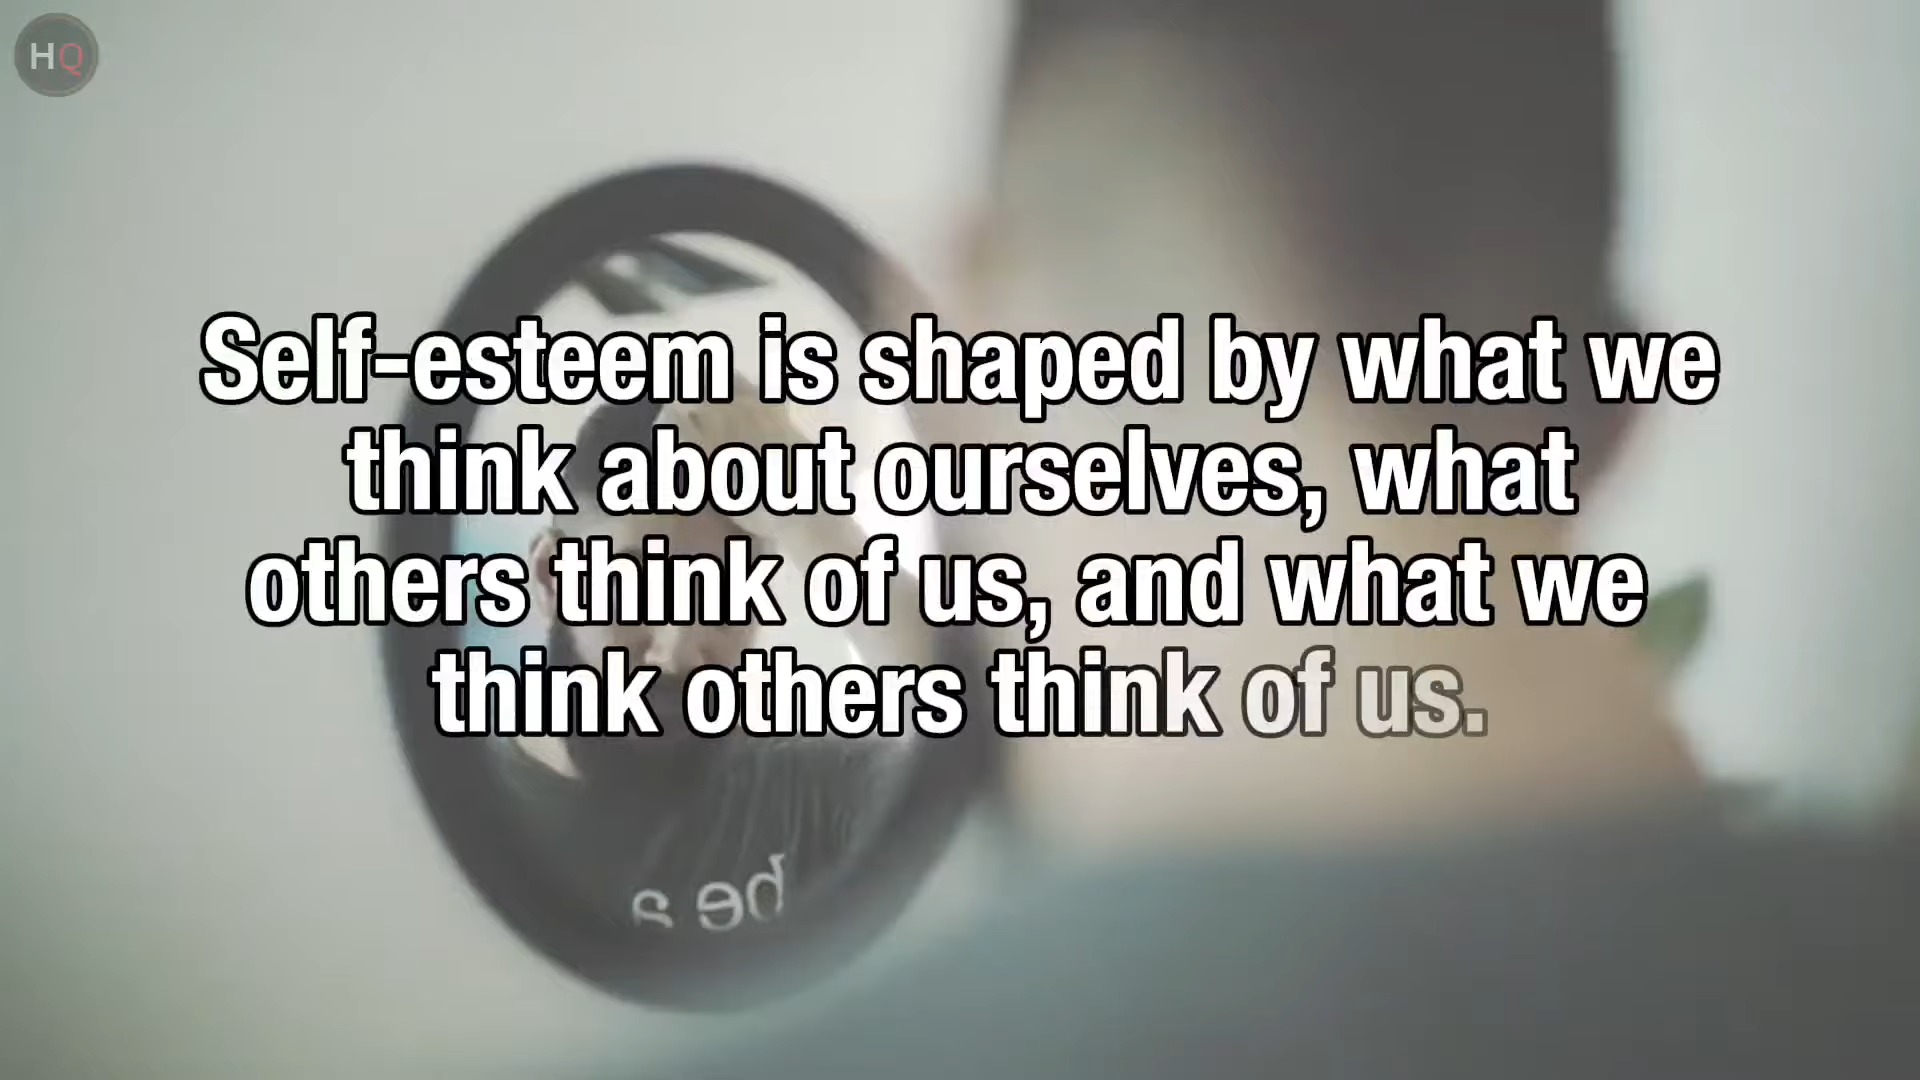 HQ
Self-esteem is shaped by what we
think about ourselves, what
others think of us, and what we
think others think of us.
be a